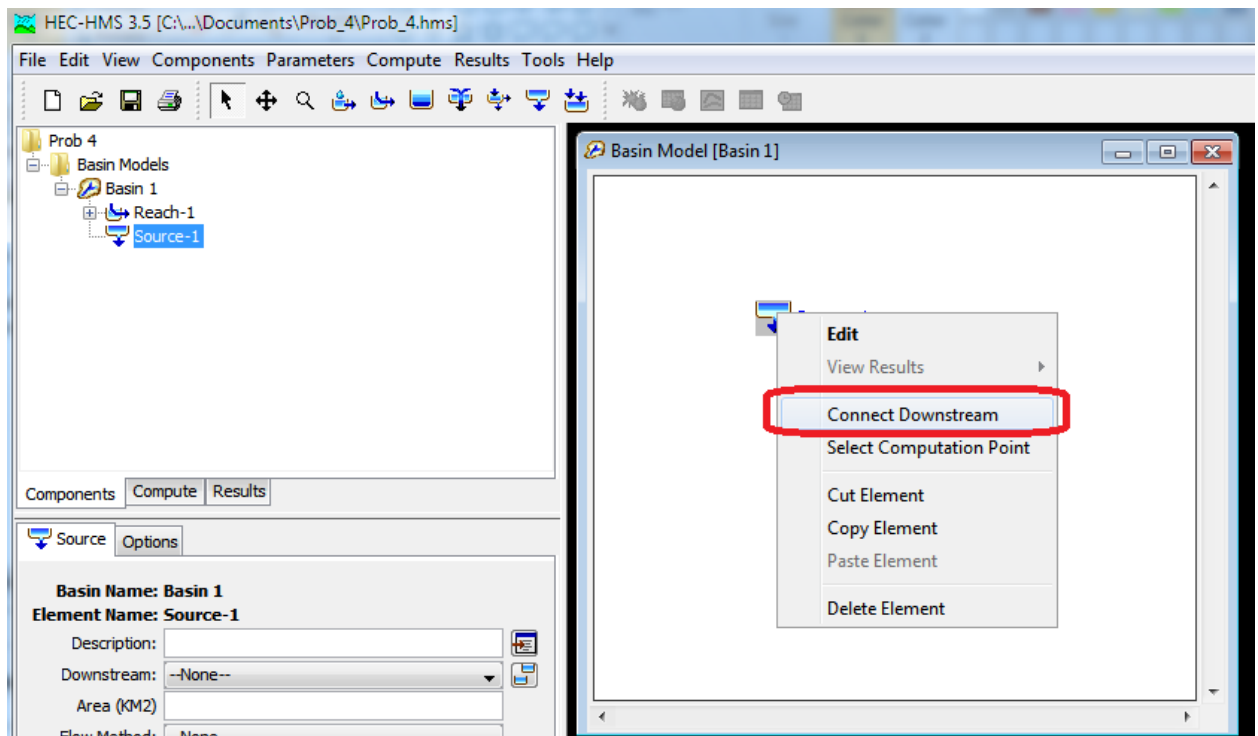 HEC-HMS 3.5 [C:\...\Documents\Prob_4\Prob_4.hms]
File Edit View Components Parameters Compute Results Tools Help
Prob 4
Basin Models
Basin 1
Reach-1
Source-1
Components Compute Results
Source Options
Basin Name: Basin 1
Element Name: Source-1
Description:
Downstream: --None--
Area (KM2)
Flow Method: --None--
Basin Model [Basin 1]
Edit
View Results
Connect Downstream
Select Computation Point
Cut Element
Copy Element
Paste Element
Delete Element